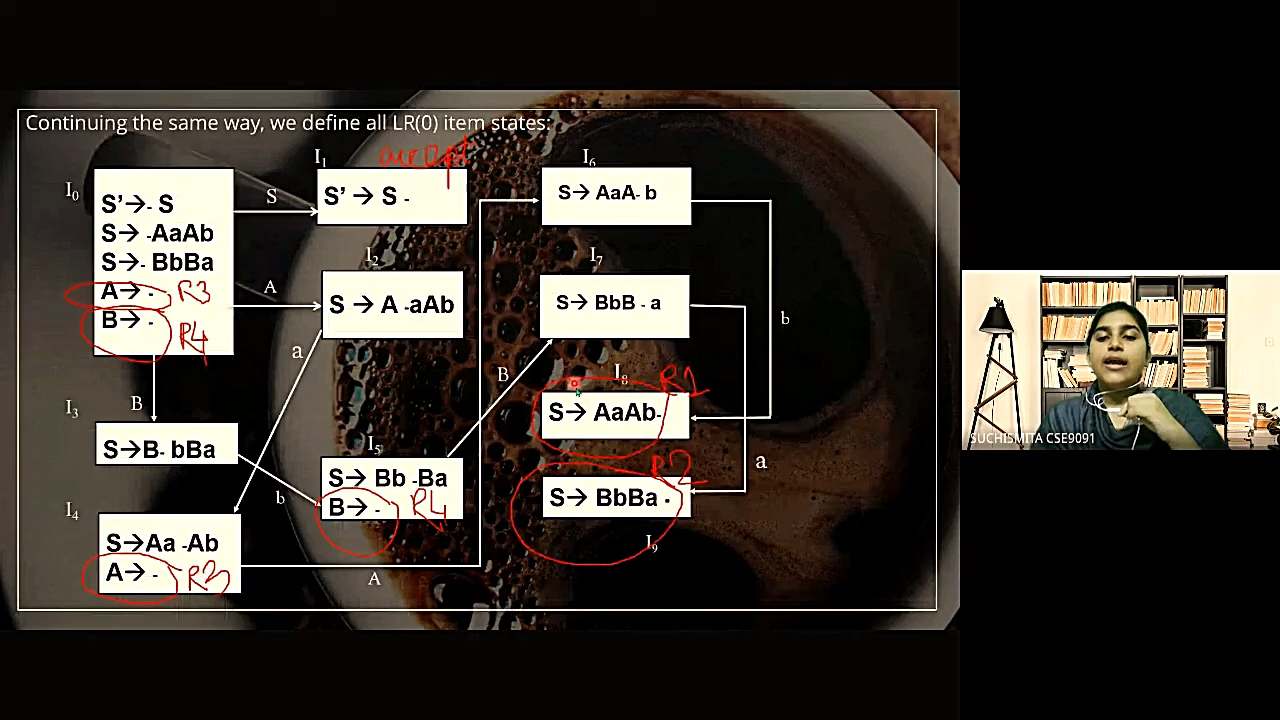 Continuing the same way, we define all LR(0) item states:
I0
S'→- S
S→ -AaAb
S→- BbBa
A→ - R3
B→ - R4
S
I1
accept
S' → S -
A
I2
S → A -aAb
B
a
I3
S→B- bBa
b
I4
S→Aa -Ab
A→ - R3
A
I5
S→ Bb -Ba
B→ - R4
B
I6
S→ AaA- b
b
I7
S→ BbB - a
a
I8
R1
S→ AaAb-
R2
S→ BbBa -
I9
SUCHISMITA CSE9091